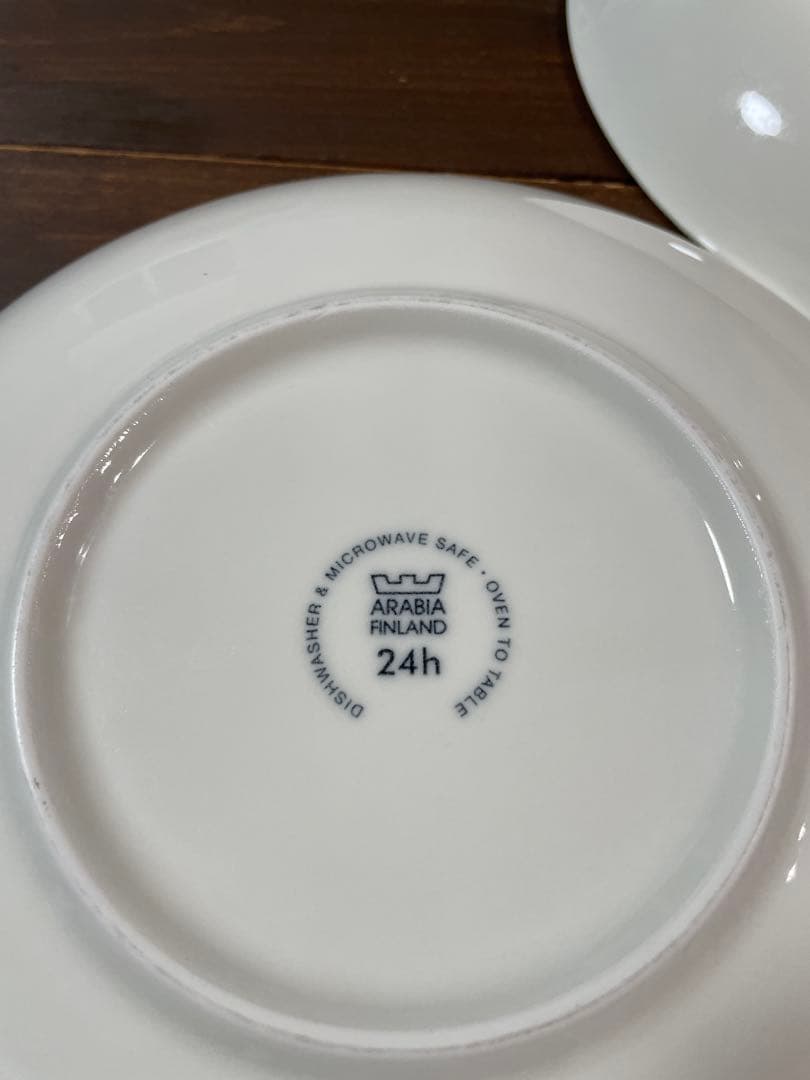 DISHWASHER & MICROWAVE SAFE · OVEN TO TABLE
ARABIA
FINLAND
24h